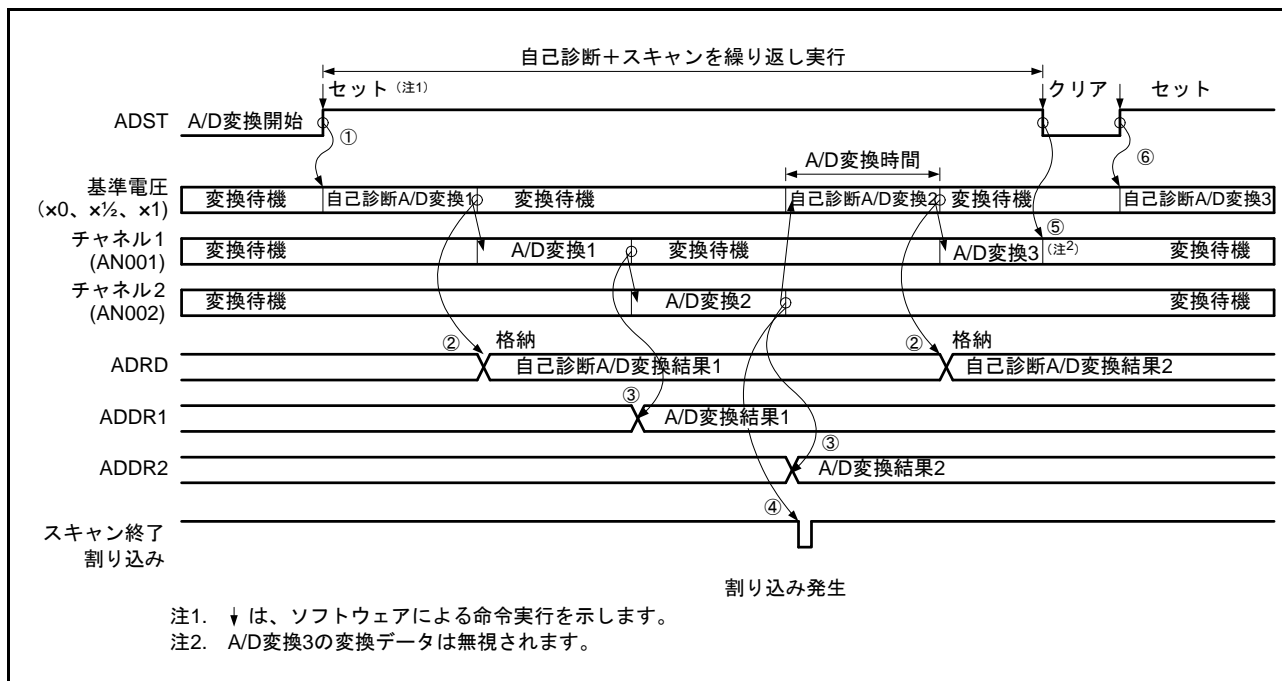 自己診断+スキャンを繰り返し実行
セット（注1）
クリア
セット
ADST
A/D変換開始
①
⑥
A/D変換時間
基準電圧
(×0、×½、×1)
変換待機
自己診断A/D変換1
変換待機
自己診断A/D変換2
変換待機
自己診断A/D変換3
⑤
チャネル1
(AN001)
変換待機
A/D変換1
変換待機
A/D変換3
（注2）
変換待機
チャネル2
(AN002)
変換待機
A/D変換2
変換待機
ADRD
②
格納
自己診断A/D変換結果1
②
格納
自己診断A/D変換結果2
ADDR1
③
A/D変換結果1
ADDR2
③
A/D変換結果2
スキャン終了
割り込み
④
割り込み発生
注1. ↓ は、ソフトウェアによる命令実行を示します。
注2. A/D変換3の変換データは無視されます。